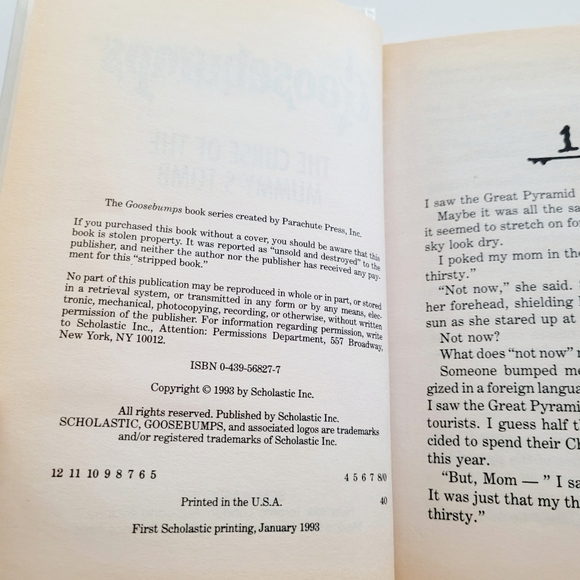 Goosebumps
THE CURSE OF THE
MUMMY'S TOMB
The Goosebumps book series created by Parachute Press, Inc.
If you purchased this book without a cover, you should be aware that this
book is stolen property. It was reported as "unsold and destroyed" to the
publisher, and neither the author nor the publisher has received any pay-
ment for this "stripped book."
No part of this publication may be reproduced in whole or in part, or stored
in a retrieval system, or transmitted in any form or by any means, elec-
tronic, mechanical, photocopying, recording, or otherwise, without written
permission of the publisher. For information regarding permission, write
to Scholastic Inc., Attention: Permissions Department, 557 Broadway,
New York, NY 10012.
ISBN 0-439-56827-7
Copyright © 1993 by Scholastic Inc.
All rights reserved. Published by Scholastic Inc.
SCHOLASTIC, GOOSEBUMPS, and associated logos are trademarks
and/or registered trademarks of Scholastic Inc.
12 11 10 9 8 7 6 5 4 5 6 7 8/0
Printed in the U.S.A. 40
First Scholastic printing, January 1993
1
I saw the Great Pyramid
Maybe it was all the sa
it seemed to stretch on fo
sky look dry.
I poked my mom in the
thirsty."
"Not now," she said.
her forehead, shielding
sun as she stared up at
Not now?
What does "not now"
Someone bumped me
gized in a foreign langua
I saw the Great Pyrami
tourists. I guess half th
cided to spend their Ch
this year.
"But, Mom — " I sa
It was just that my th
thirsty."